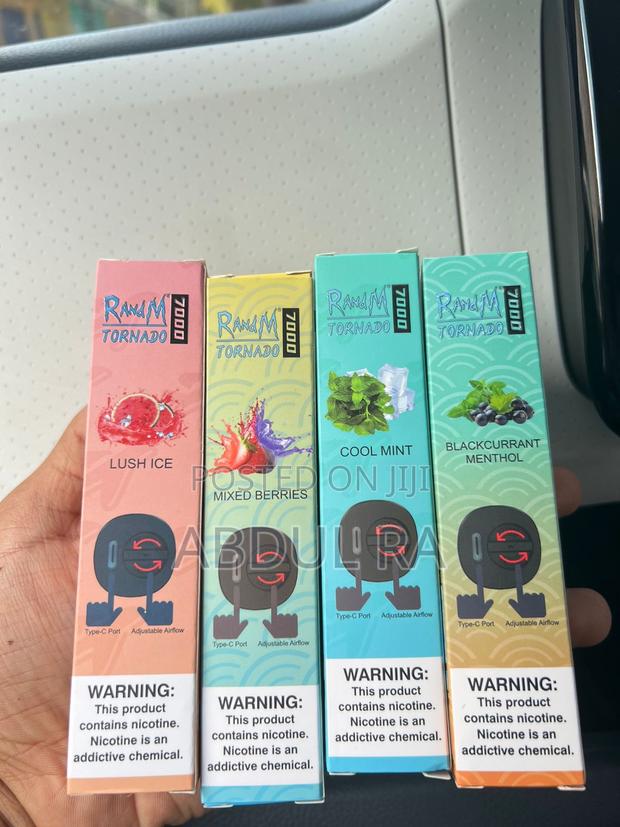 RandM
TORNADO
7000
LUSH ICE
Type-C Port
Adjustable Airflow
WARNING:
This product
contains nicotine.
Nicotine is an
addictive chemical.
RandM
TORNADO
7000
MIXED BERRIES
Type-C Port
Adjustable Airflow
WARNING:
This product
contains nicotine.
Nicotine is an
addictive chemical.
RandM
TORNADO
7000
COOL MINT
Type-C Port
Adjustable Airflow
WARNING:
This product
contains nicotine.
Nicotine is an
addictive chemical.
RandM
TORNADO
7000
BLACKCURRANT
MENTHOL
Type-C Port
Adjustable Airflow
WARNING:
This product
contains nicotine.
Nicotine is an
addictive chemical.
POSTED ON JIJI
ABDUL RA